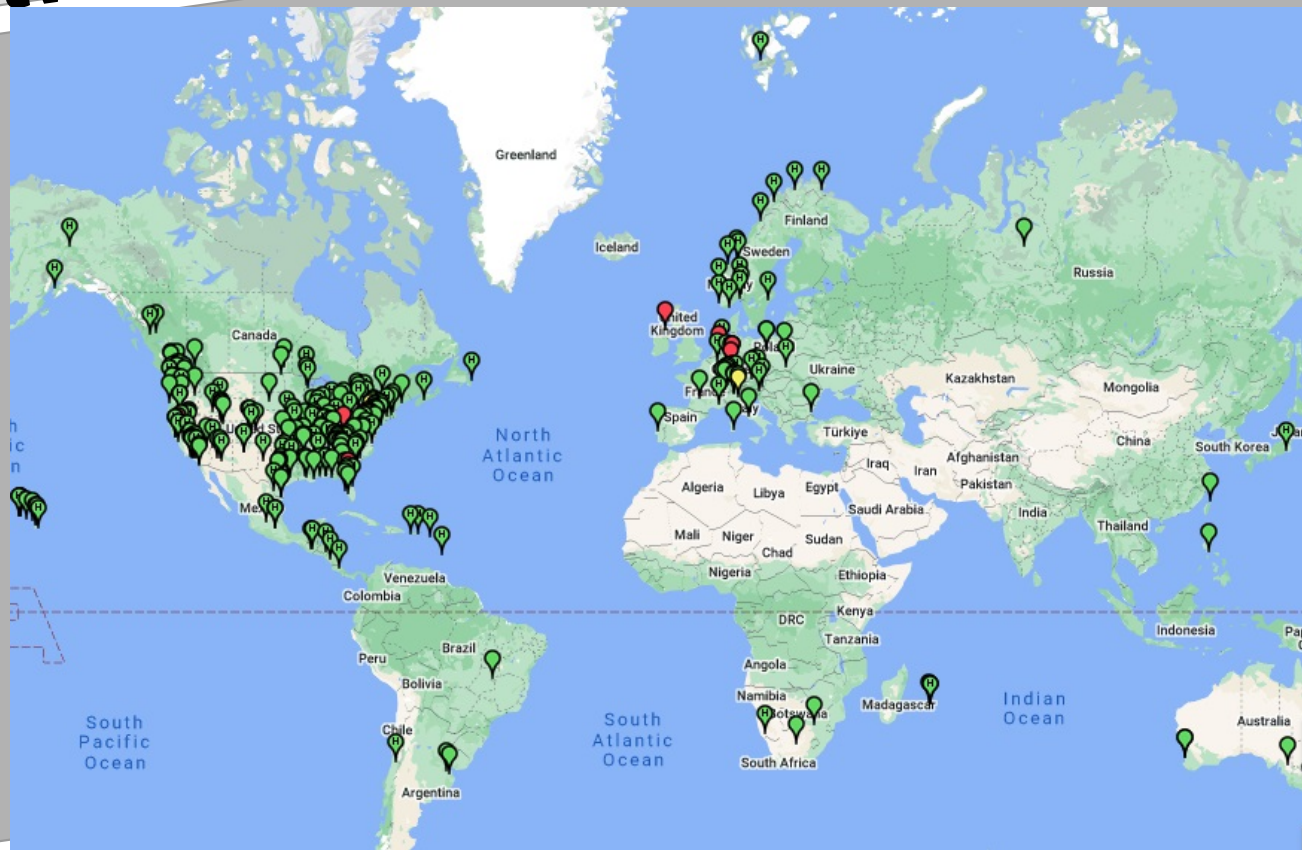 Greenland
Iceland
Finland
Sweden
Russia
United
Kingdom
Canada
Ukraine
Kazakhstan
Mongolia
Spain
Türkiye
China
South Korea
North
Atlantic
Ocean
Afghanistan
Iraq
Iran
Pakistan
Algeria
Libya
Egypt
Saudi Arabia
India
Mali
Niger
Sudan
Chad
Thailand
Nigeria
Ethiopia
Venezuela
Colombia
Kenya
DRC
Tanzania
Indonesia
Brazil
Peru
Angola
Bolivia
Namibia
Botswana
Madagascar
Indian
Ocean
South
Pacific
Ocean
South
Atlantic
Ocean
Chile
Australia
South Africa
Argentina